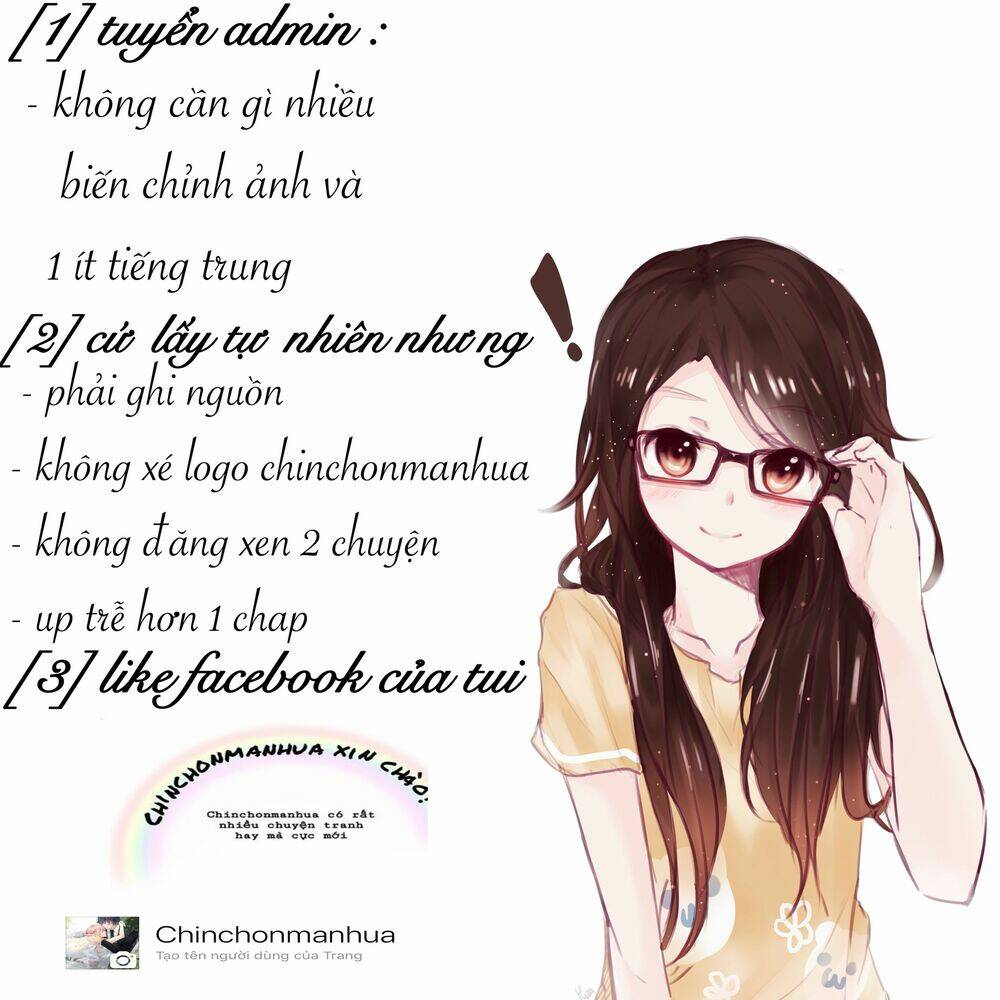 [1] tuyển admin :
- không cần gì nhiều
biến chỉnh ảnh và
1 ít tiếng trung
[2] cứ lấy tự nhiên nhưng
- phải ghi nguồn
- không xé logo chinchonmanhua
- không đăng xen 2 chuyện
- up trễ hơn 1 chap
[3] like facebook của tui
CHINCHONMANHUA XIN CHÀO!
Chinchonmanhua có rất
nhiều chuyện tranh
hay mà cực mới
Chinchonmanhua
Tạo tên người dùng của Trang